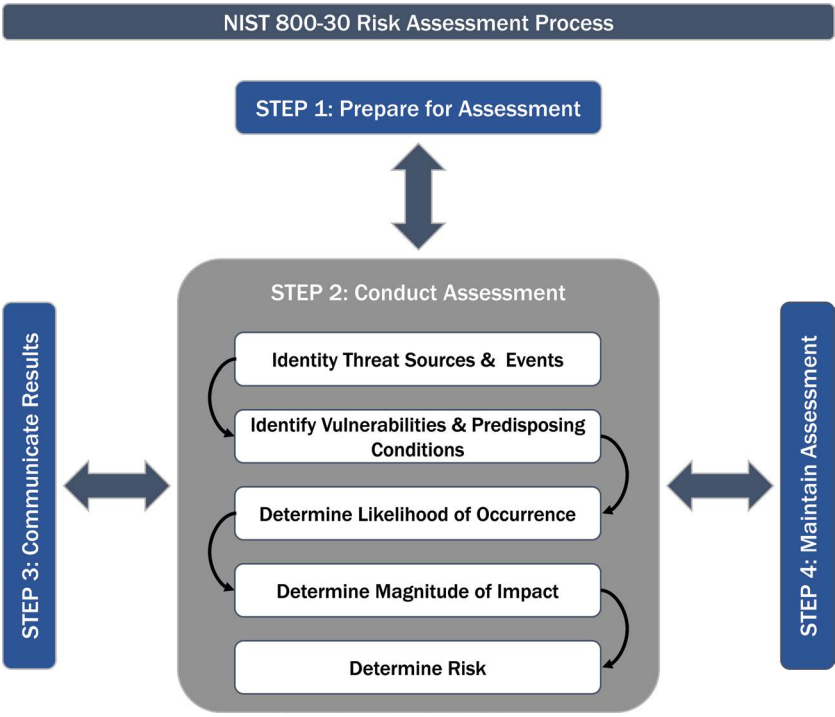 NIST 800-30 Risk Assessment Process
STEP 1: Prepare for Assessment
STEP 2: Conduct Assessment
Identity Threat Sources & Events
Identify Vulnerabilities & Predisposing
Conditions
Determine Likelihood of Occurrence
Determine Magnitude of Impact
Determine Risk
STEP 3: Communicate Results
STEP 4: Maintain Assessment